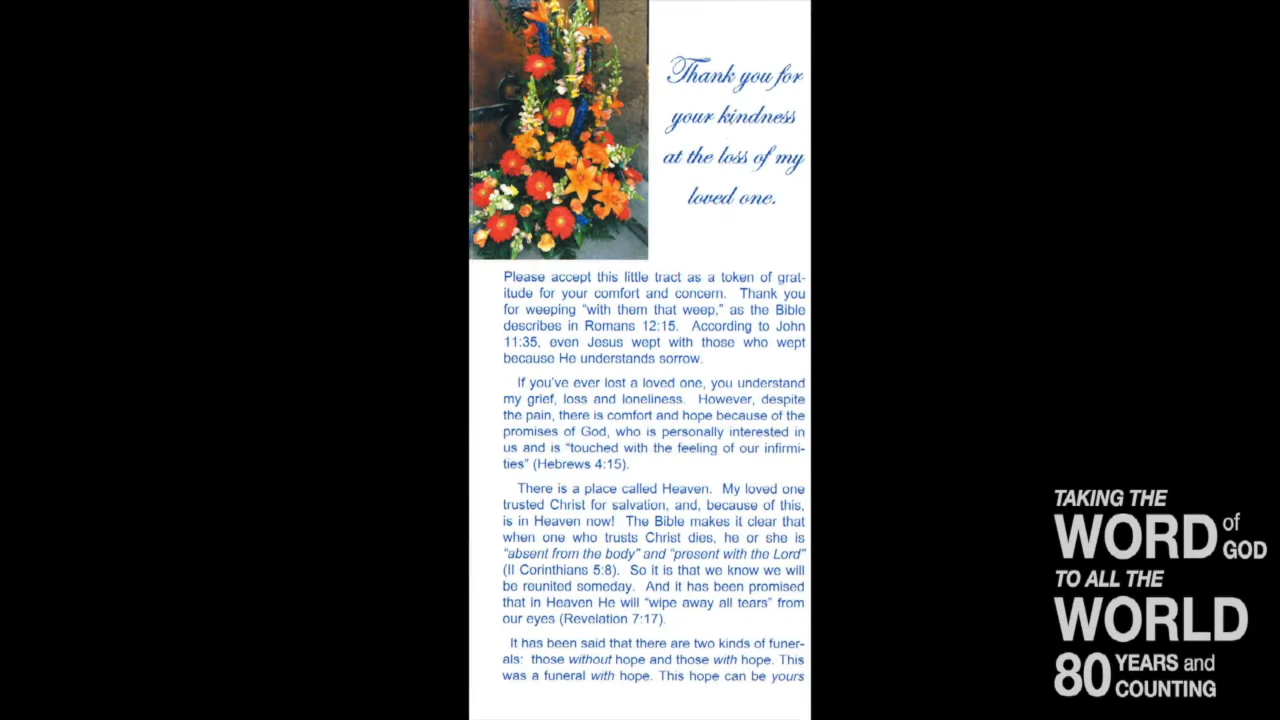 Thank you for
your kindness
at the loss of my
loved one.
Please accept this little tract as a token of grat-
itude for your comfort and concern. Thank you
for weeping “with them that weep,” as the Bible
describes in Romans 12:15. According to John
11:35, even Jesus wept with those who wept
because He understands sorrow.
If you’ve ever lost a loved one, you understand
my grief, loss and loneliness. However, despite
the pain, there is comfort and hope because of the
promises of God, who is personally interested in
us and is “touched with the feeling of our infirmi-
ties” (Hebrews 4:15).
There is a place called Heaven. My loved one
trusted Christ for salvation, and, because of this,
is in Heaven now! The Bible makes it clear that
when one who trusts Christ dies, he or she is
“absent from the body” and “present with the Lord”
(II Corinthians 5:8). So it is that we know we will
be reunited someday. And it has been promised
that in Heaven He will “wipe away all tears” from
our eyes (Revelation 7:17).
It has been said that there are two kinds of funer-
als: those without hope and those with hope. This
was a funeral with hope. This hope can be yours
TAKING THE
WORD of GOD
TO ALL THE
WORLD
80 YEARS and
COUNTING